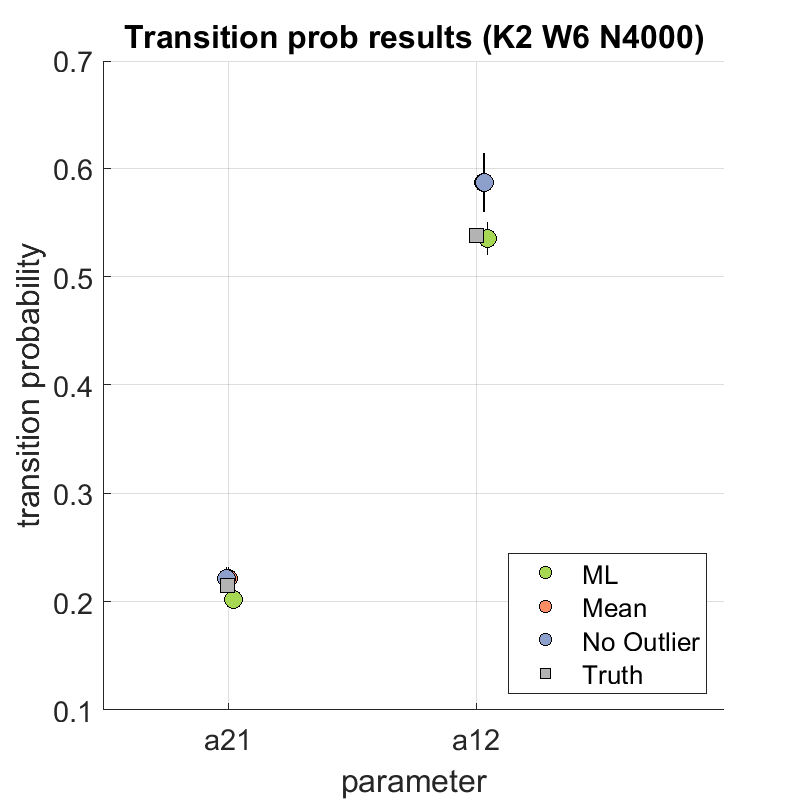 Transition prob results (K2 W6 N4000)
0.7
0.6
0.5
0.4
0.3
0.2
0.1
transition probability
a21
a12
parameter
ML
Mean
No Outlier
Truth